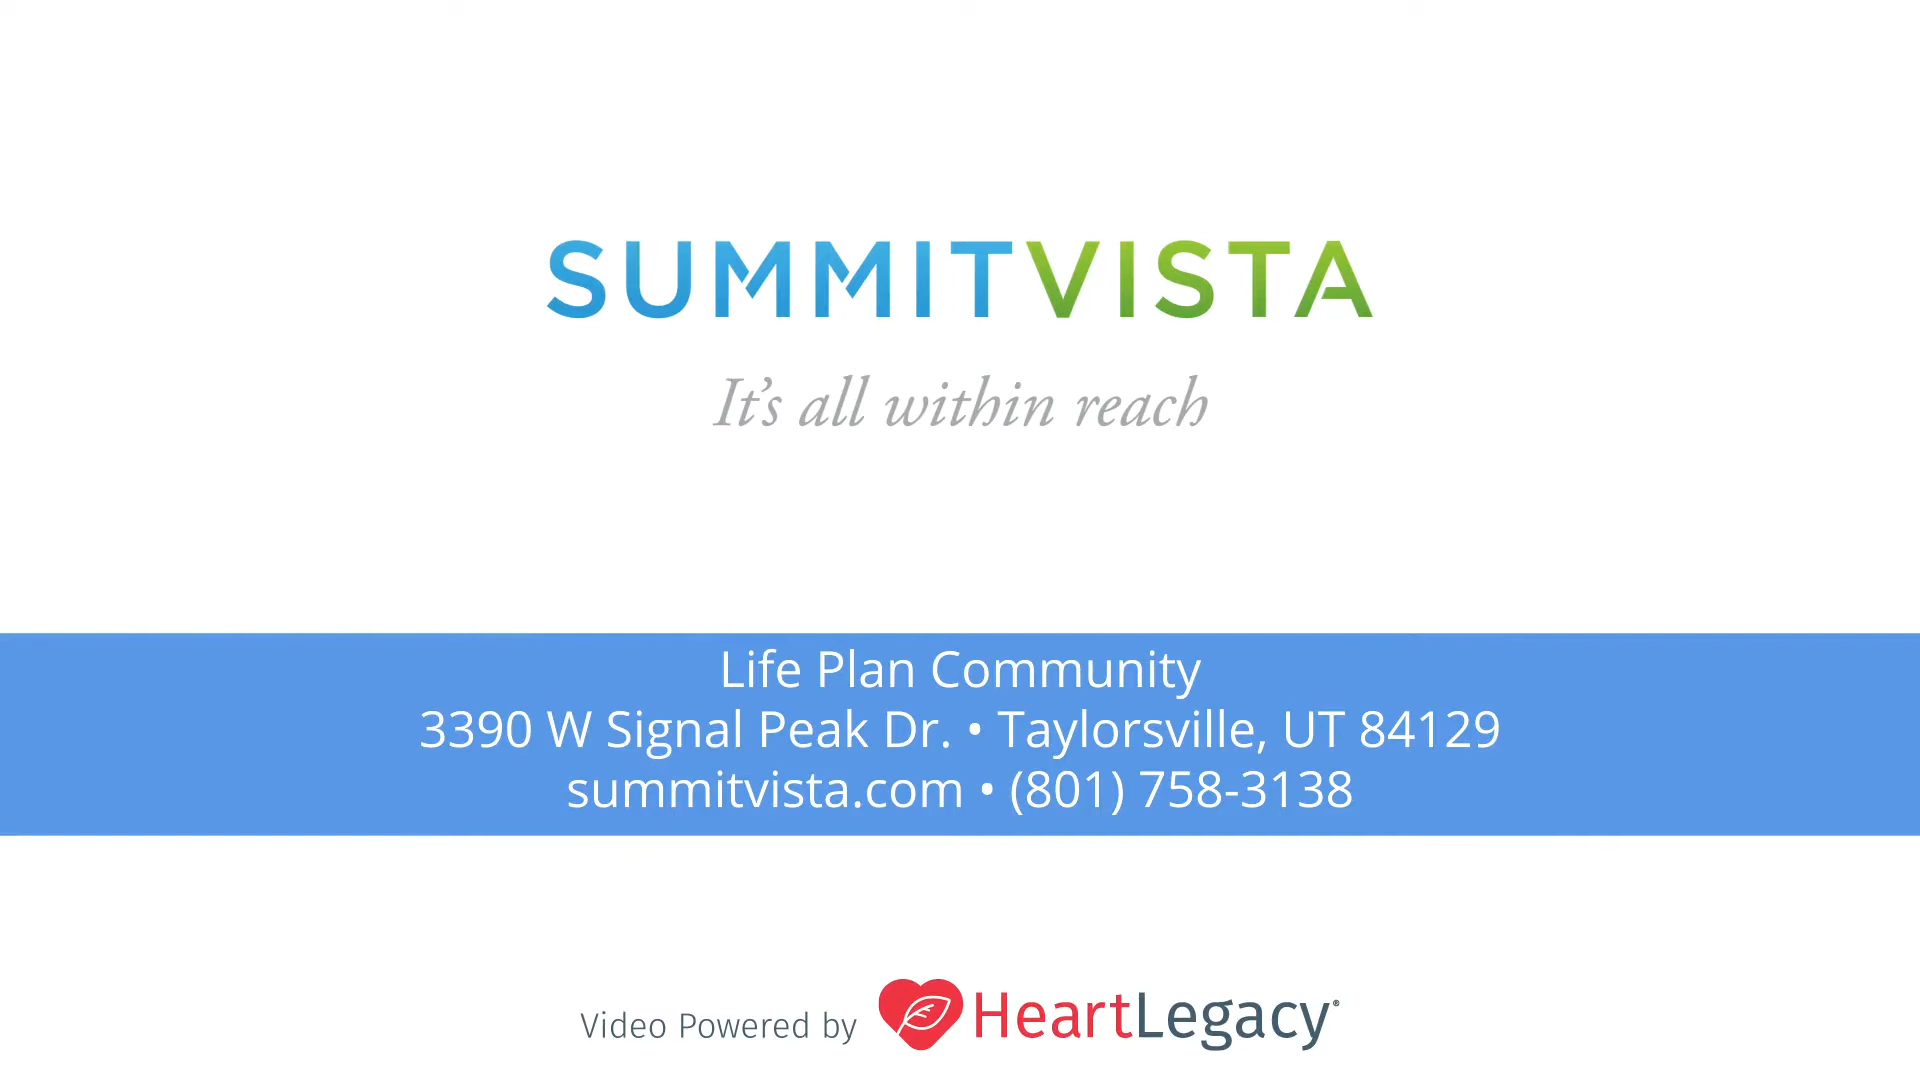 SUMMITVISTA
It's all within reach
Life Plan Community
3390 W Signal Peak Dr. • Taylorsville, UT 84129
summitvista.com • (801) 758-3138
Video Powered by HeartLegacy®